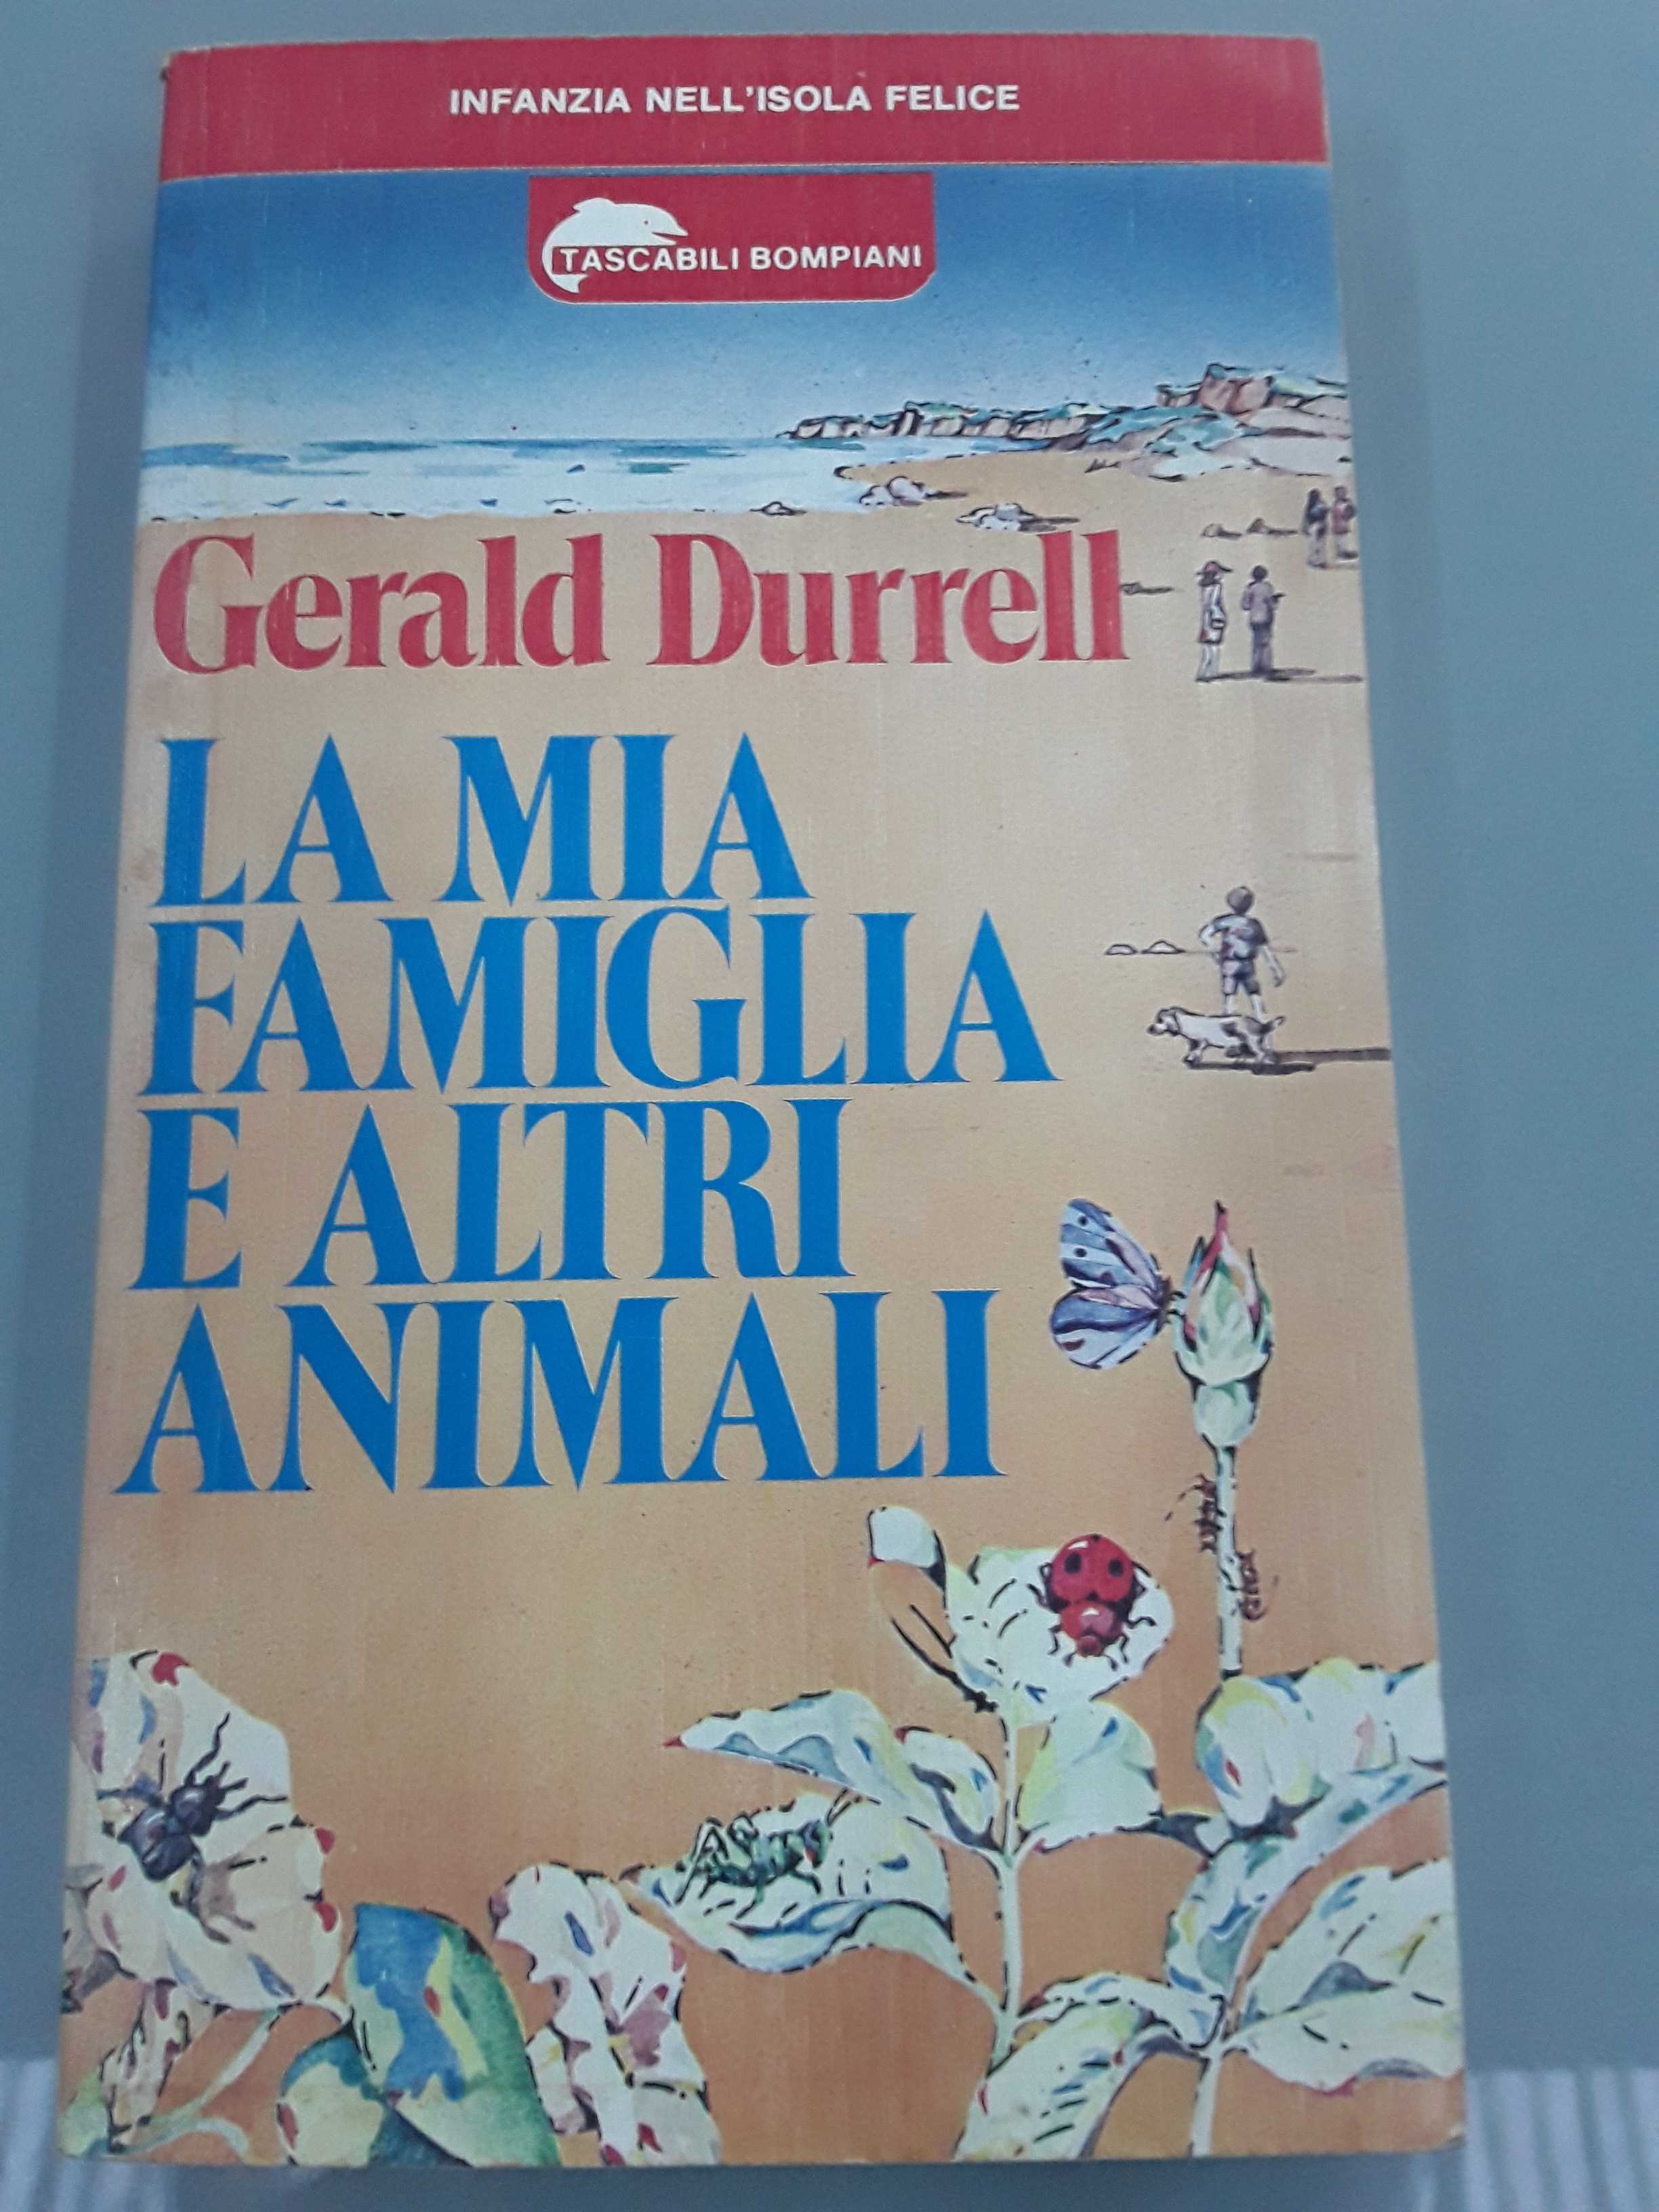 INFANZIA NELL'ISOLA FELICE
TASCABILI BOMPIANI
Gerald Durrell
LA MIA
FAMIGLIA
E ALTRI
ANIMALI